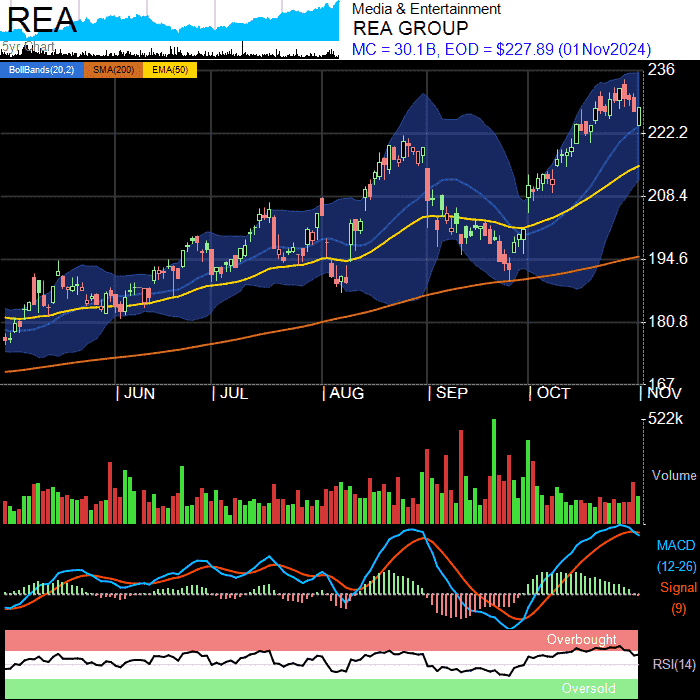 REA
5yr Chart
Media & Entertainment
REA GROUP
MC = 30.1B, EOD = $227.89 (01Nov2024)
BollBands(20,2) SMA(200) EMA(50)
236
222.2
208.4
194.6
180.8
167
| JUN | JUL | AUG | SEP | OCT | NOV
522k
Volume
MACD
(12-26)
Signal
(9)
Overbought
RSI(14)
Oversold